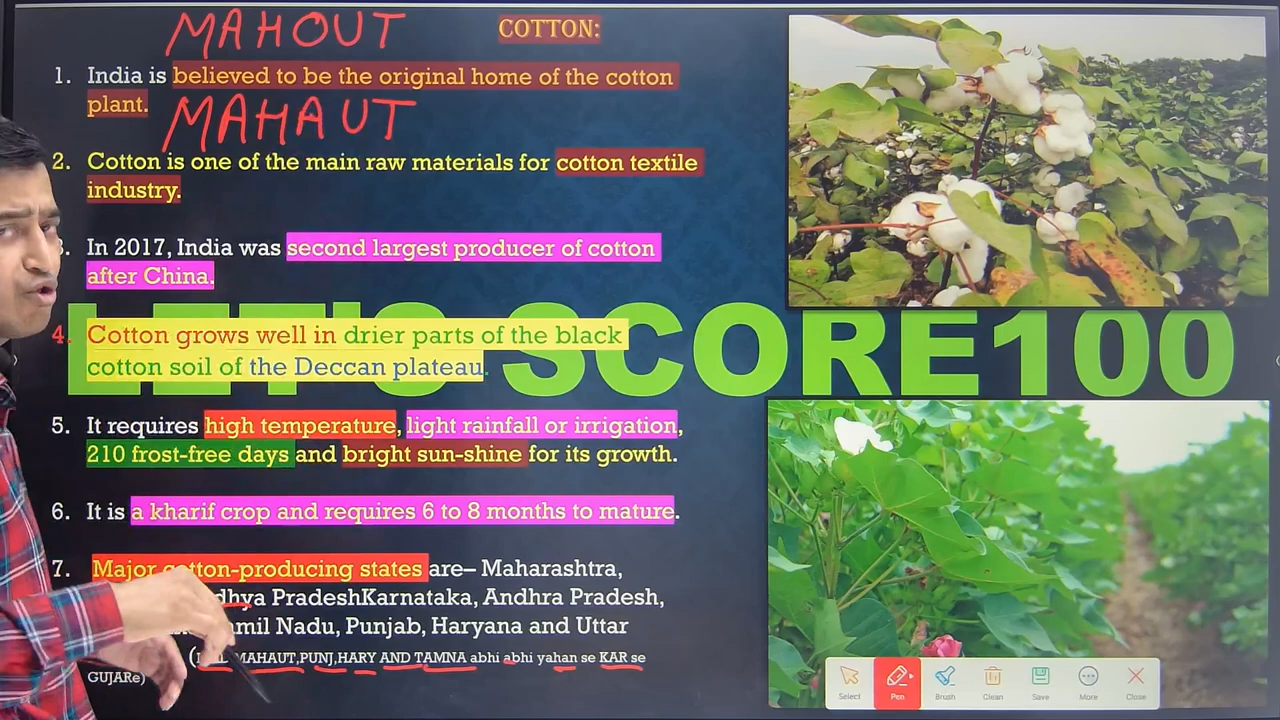 MAHOUT
COTTON:
1. India is believed to be the original home of the cotton
plant.
MAHAUT
2. Cotton is one of the main raw materials for cotton textile
industry.
3. In 2017, India was second largest producer of cotton
after China.
LET'S SCORE100
4. Cotton grows well in drier parts of the black
cotton soil of the Deccan plateau.
5. It requires high temperature, light rainfall or irrigation,
210 frost-free days and bright sun-shine for its growth.
6. It is a kharif crop and requires 6 to 8 months to mature.
7. Major cotton-producing states are– Maharashtra,
PradeshKarnataka, Andhra Pradesh,
Nadu, Punjab, Haryana and Uttar
MAHAUT,PUNJ,HARY AND TAMNA abhi abhi yahan se KAR se
GUJARe)
Select Pen Brush Clean Save More Close